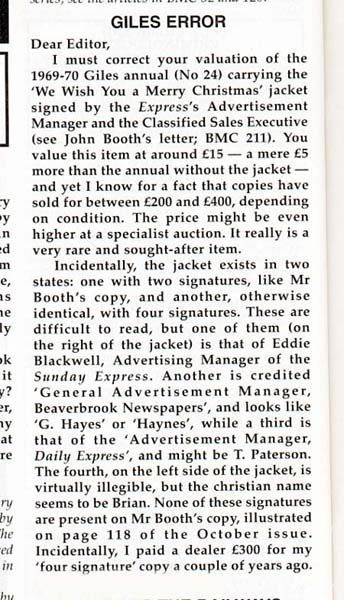 series, see the articles in BMC 52 and 120.
GILES ERROR
Dear Editor,
I must correct your valuation of the
1969-70 Giles annual (No 24) carrying the
‘We Wish You a Merry Christmas’ jacket
signed by the Express's Advertisement
Manager and the Classified Sales Executive
(see John Booth's letter; BMC 211). You
value this item at around £15 — a mere £5
more than the annual without the jacket —
and yet I know for a fact that copies have
sold for between £200 and £400, depending
on condition. The price might be even
higher at a specialist auction. It really is a
very rare and sought-after item.
Incidentally, the jacket exists in two
states: one with two signatures, like Mr
Booth's copy, and another, otherwise
identical, with four signatures. These are
difficult to read, but one of them (on
the right of the jacket) is that of Eddie
Blackwell, Advertising Manager of the
Sunday Express. Another is credited
‘General Advertisement Manager,
Beaverbrook Newspapers’, and looks like
‘G. Hayes’ or ‘Haynes’, while a third is
that of the ‘Advertisement Manager,
Daily Express’, and might be T. Paterson.
The fourth, on the left side of the jacket, is
virtually illegible, but the christian name
seems to be Brian. None of these signatures
are present on Mr Booth's copy, illustrated
on page 118 of the October issue.
Incidentally, I paid a dealer £300 for my
‘four signature’ copy a couple of years ago.